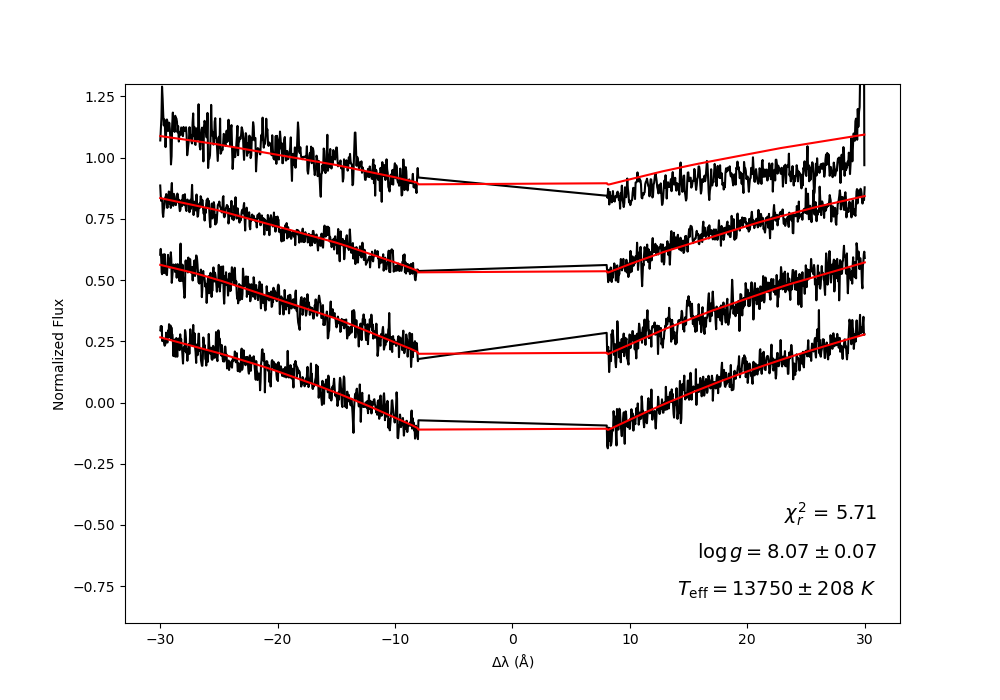 1.25
1.00
0.75
0.50
0.25
0.00
−0.25
−0.50
−0.75
Normalized Flux
χ²ᵣ = 5.71
log g = 8.07 ± 0.07
T_eff = 13750 ± 208 K
−30 −20 −10 0 10 20 30
Δλ (Å)